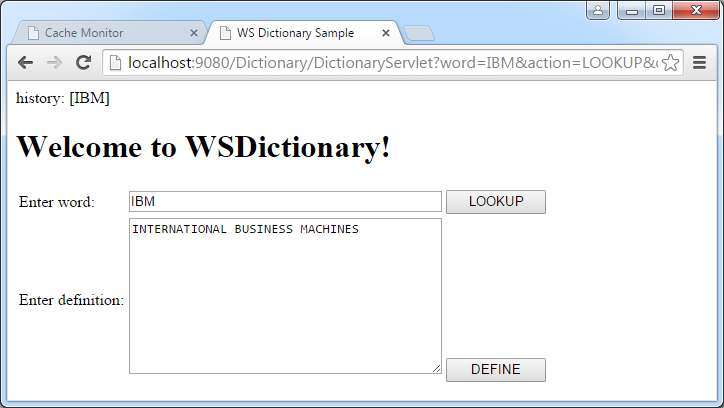 Cache Monitor
WS Dictionary Sample
localhost:9080/Dictionary/DictionaryServlet?word=IBM&action=LOOKUP&
history: [IBM]
Welcome to WSDictionary!
Enter word: IBM LOOKUP
INTERNATIONAL BUSINESS MACHINES
Enter definition:
DEFINE